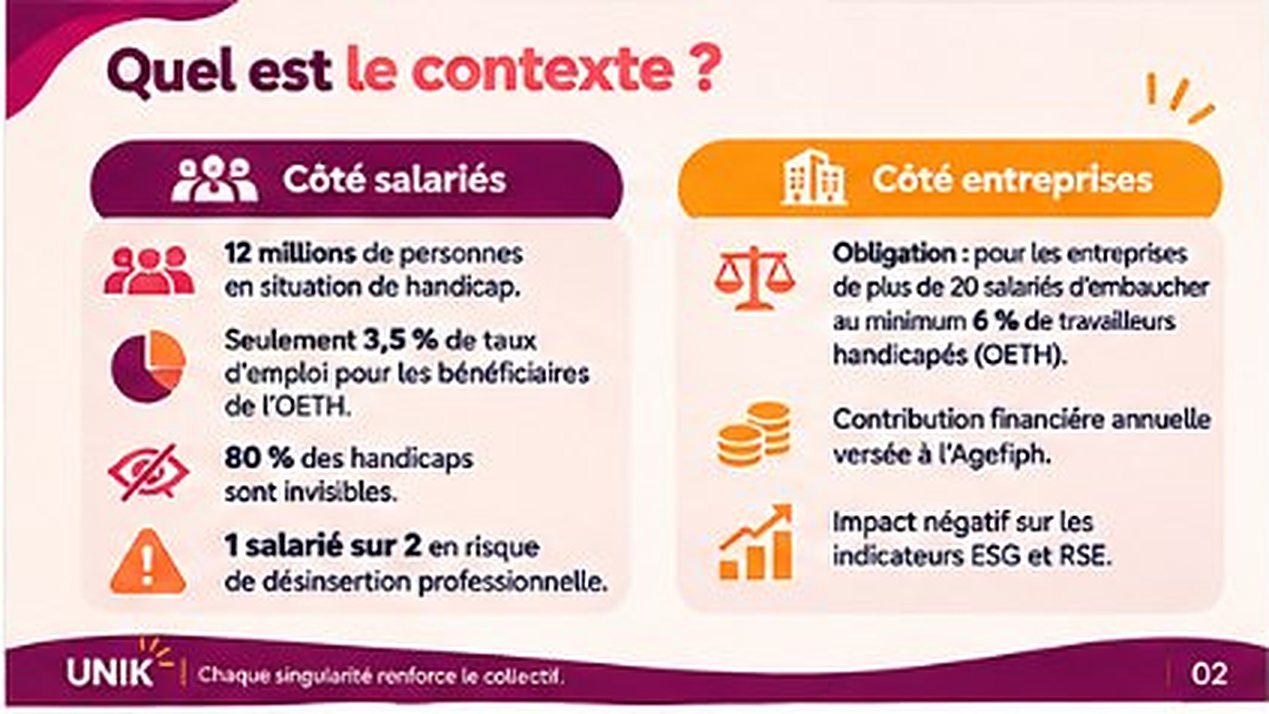 Quel est le contexte ?
Côté salariés
12 millions de personnes
en situation de handicap.
Seulement 3,5 % de taux
d'emploi pour les bénéficiaires
de l'OETH.
80 % des handicaps
sont invisibles.
1 salarié sur 2 en risque
de désinsertion professionnelle.
Côté entreprises
Obligation : pour les entreprises
de plus de 20 salariés d'embaucher
au minimum 6 % de travailleurs
handicapés (OETH).
Contribution financiére annuelle
versée à l'Agefiph.
Impact négatif sur les
indicateurs ESG et RSE.
UNIK
Chaque singularité renforce le collectif.
02